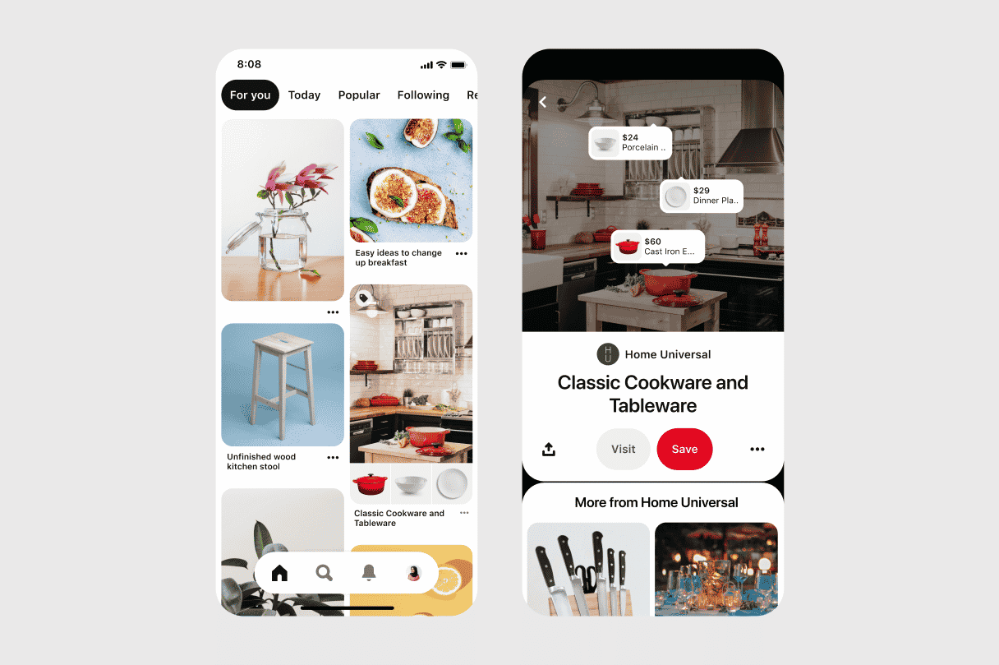 8:08
For you Today Popular Following Re
Easy ideas to change
up breakfast
Unfinished wood
kitchen stool
Classic Cookware and
Tableware
$24
Porcelain ..
$29
Dinner Pla..
$60
Cast Iron E...
HU
Home Universal
Classic Cookware and
Tableware
Visit Save
More from Home Universal